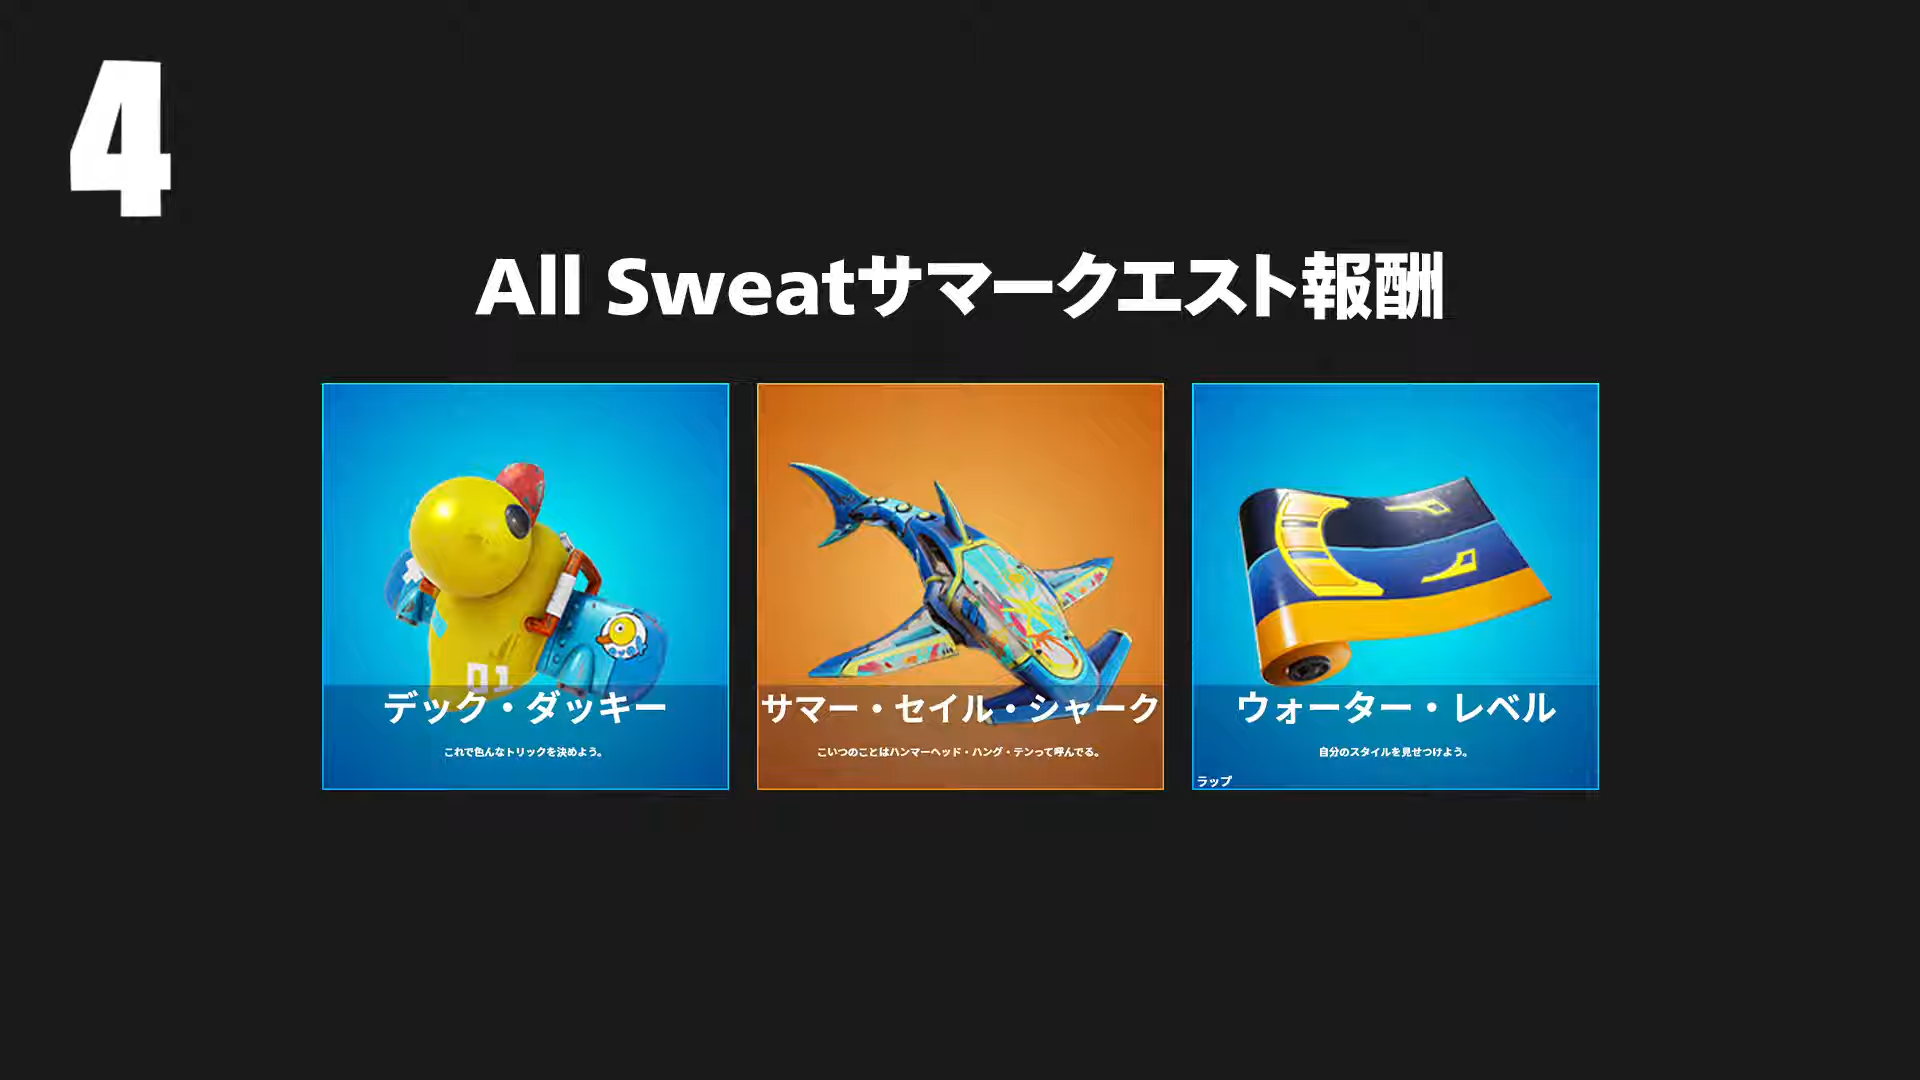 4
All Sweatサマークエスト報酬
01
デック・ダッキー
これで色んなトリックを決めよう。
サマー・セイル・シャーク
こいつのことはハンマーヘッド・ハング・テンって呼んでる。
ウォーター・レベル
自分のスタイルを見せつけよう。
ラップ